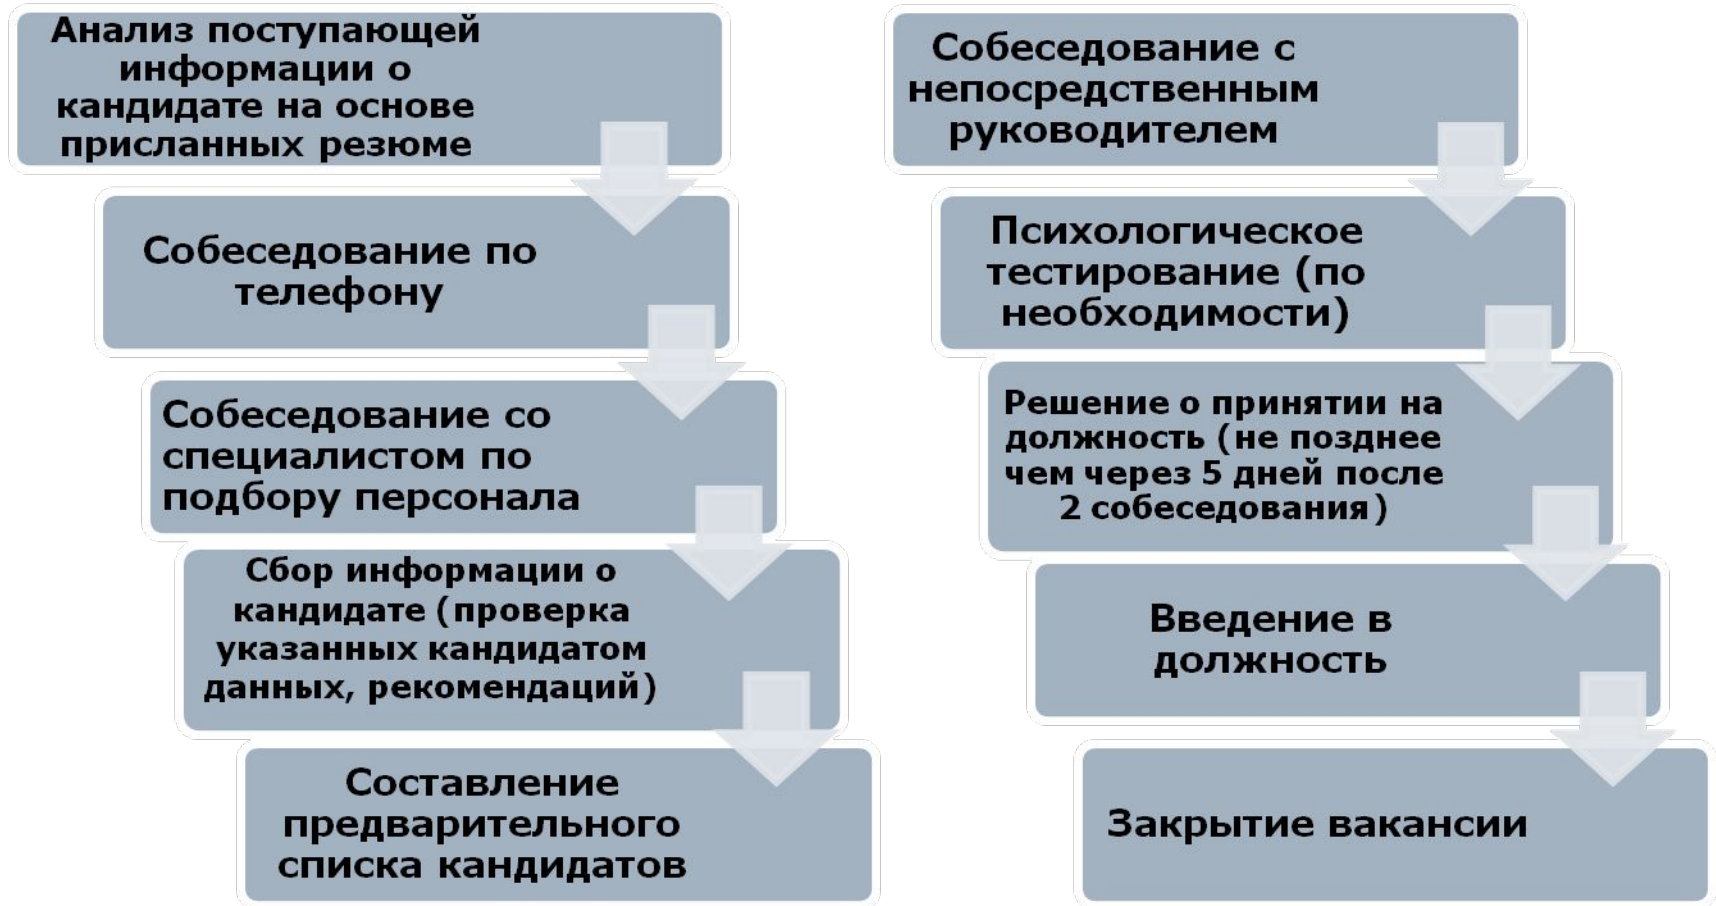 Анализ поступающей
информации о
кандидате на основе
присланных резюме
Собеседование по
телефону
Собеседование со
специалистом по
подбору персонала
Сбор информации о
кандидате (проверка
указанных кандидатом
данных, рекомендаций)
Составление
предварительного
списка кандидатов
Собеседование с
непосредственным
руководителем
Психологическое
тестирование (по
необходимости)
Решение о принятии на
должность (не позднее
чем через 5 дней после
2 собеседования)
Введение в
должность
Закрытие вакансии